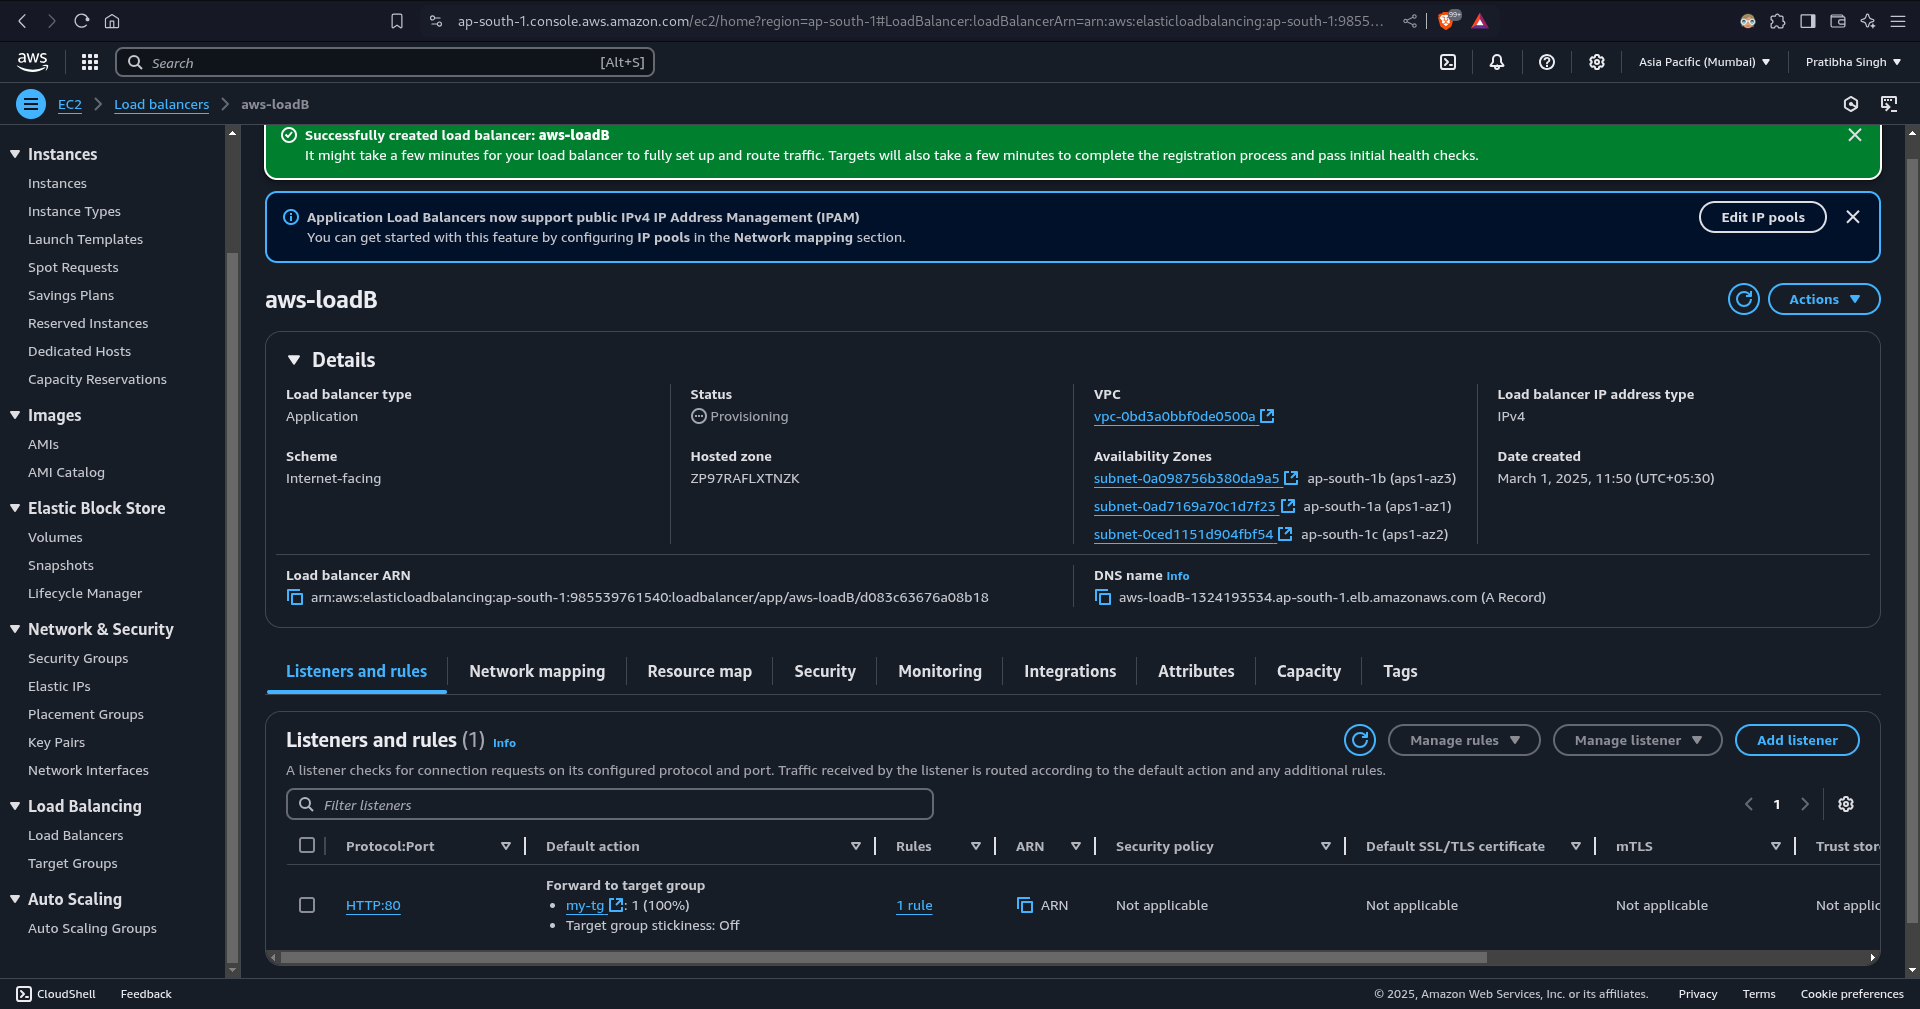 ap-south-1.console.aws.amazon.com/ec2/home?region=ap-south-1#LoadBalancer:loadBalancerArn=arn:aws:elasticloadbalancing:ap-south-1:9855...
99+
aws
Search
[Alt+S]
Asia Pacific (Mumbai)
Pratibha Singh
EC2
Load balancers
aws-loadB
Instances
Instances
Instance Types
Launch Templates
Spot Requests
Savings Plans
Reserved Instances
Dedicated Hosts
Capacity Reservations
Images
AMIs
AMI Catalog
Elastic Block Store
Volumes
Snapshots
Lifecycle Manager
Network & Security
Security Groups
Elastic IPs
Placement Groups
Key Pairs
Network Interfaces
Load Balancing
Load Balancers
Target Groups
Auto Scaling
Auto Scaling Groups
Successfully created load balancer: aws-loadB
It might take a few minutes for your load balancer to fully set up and route traffic. Targets will also take a few minutes to complete the registration process and pass initial health checks.
Application Load Balancers now support public IPv4 IP Address Management (IPAM)
You can get started with this feature by configuring IP pools in the Network mapping section.
Edit IP pools
aws-loadB
Actions
Details
Load balancer type
Application
Status
Provisioning
VPC
vpc-0bd3a0bbf0de0500a
Load balancer IP address type
IPv4
Scheme
Internet-facing
Hosted zone
ZP97RAFLXTNZK
Availability Zones
subnet-0a098756b380da9a5 ap-south-1b (aps1-az3)
subnet-0ad7169a70c1d7f23 ap-south-1a (aps1-az1)
subnet-0ced1151d904fbf54 ap-south-1c (aps1-az2)
Date created
March 1, 2025, 11:50 (UTC+05:30)
Load balancer ARN
arn:aws:elasticloadbalancing:ap-south-1:985539761540:loadbalancer/app/aws-loadB/d083c63676a08b18
DNS name Info
aws-loadB-1324193534.ap-south-1.elb.amazonaws.com (A Record)
Listeners and rules
Network mapping
Resource map
Security
Monitoring
Integrations
Attributes
Capacity
Tags
Listeners and rules (1) Info
Manage rules
Manage listener
Add listener
A listener checks for connection requests on its configured protocol and port. Traffic received by the listener is routed according to the default action and any additional rules.
Filter listeners
1
Protocol:Port
Default action
Rules
ARN
Security policy
Default SSL/TLS certificate
mTLS
Trust stor
HTTP:80
Forward to target group
my-tg : 1 (100%)
Target group stickiness: Off
1 rule
ARN
Not applicable
Not applicable
Not applicable
Not applic
CloudShell
Feedback
© 2025, Amazon Web Services, Inc. or its affiliates.
Privacy
Terms
Cookie preferences